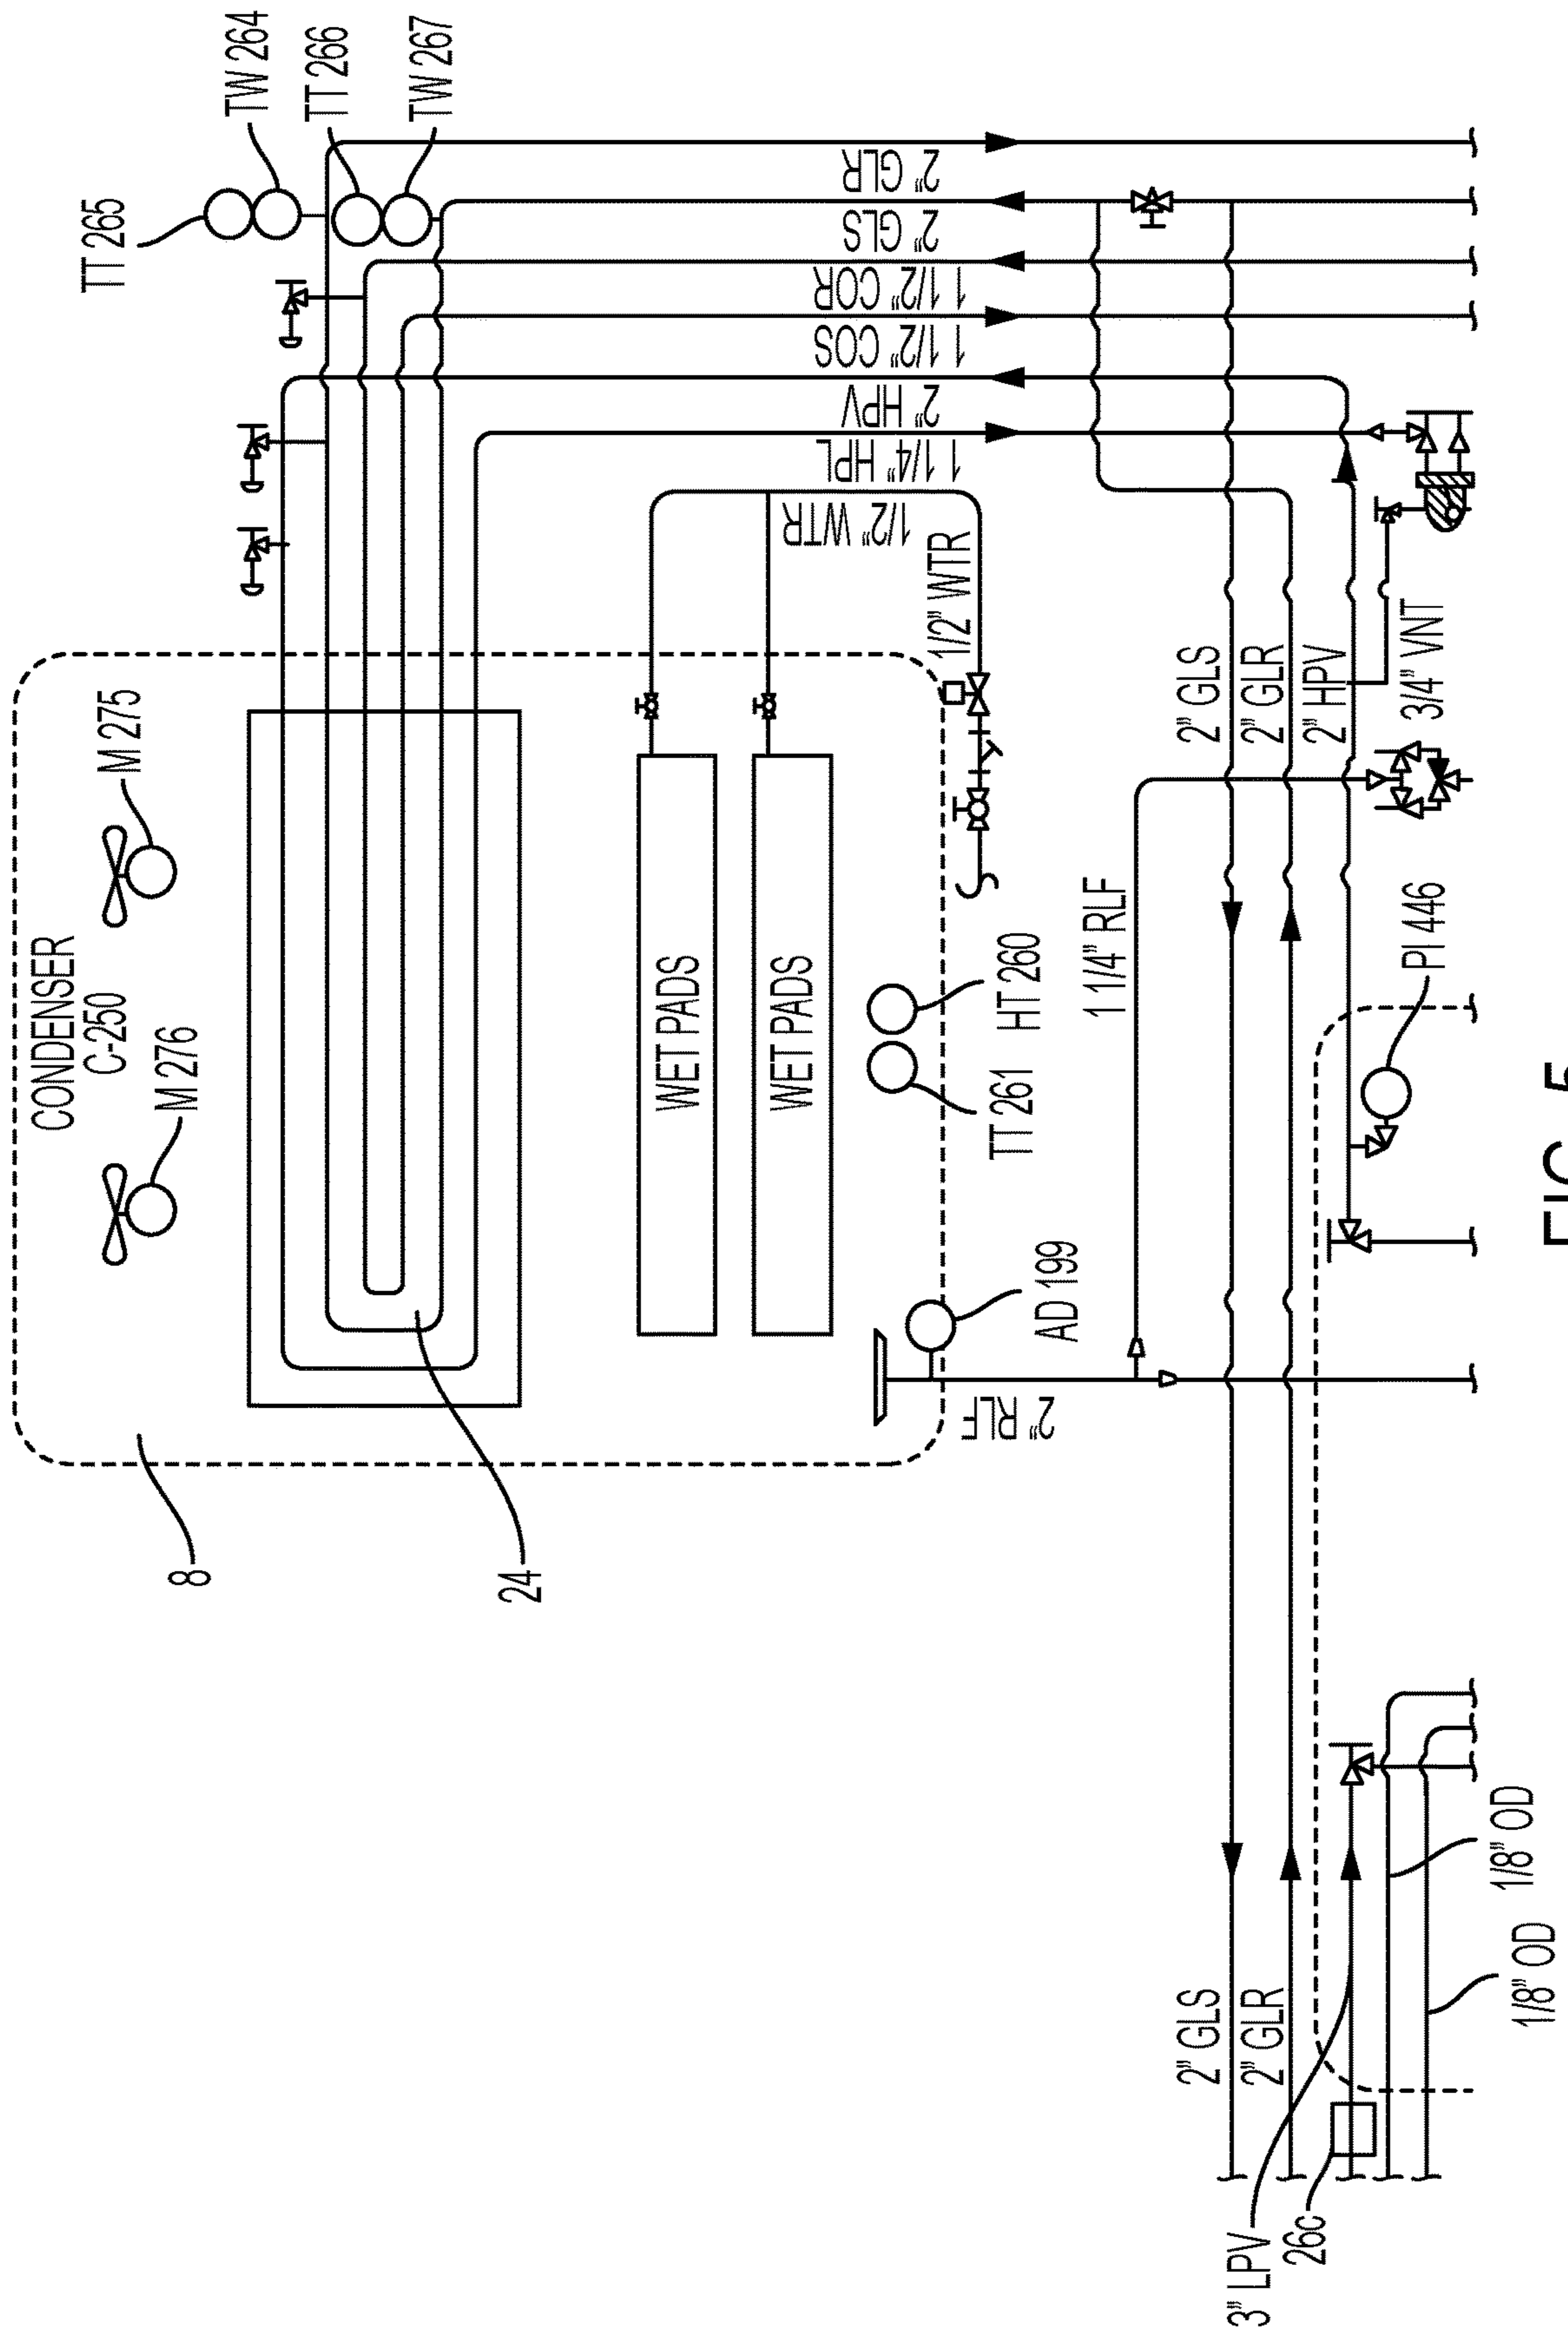 TW 264
TT 266
TW 267
TT 265
M 275
CONDENSER
C-250
M 276
2" GLR
2" GLS
1 1/2" COR
1 1/2" COS
2" HPV
1 1/4" HPL
1/2" WTR
1/2" WTR
WET PADS
WET PADS
HT 260
TT 261
AD 199
2" RLF
1 1/4" RLF
2" GLS
2" GLR
2" HPV
3/4" VNT
PI 446
8
24
2" GLS
2" GLR
3" LPV
26c
1/8" OD
1/8" OD
FIG. 5